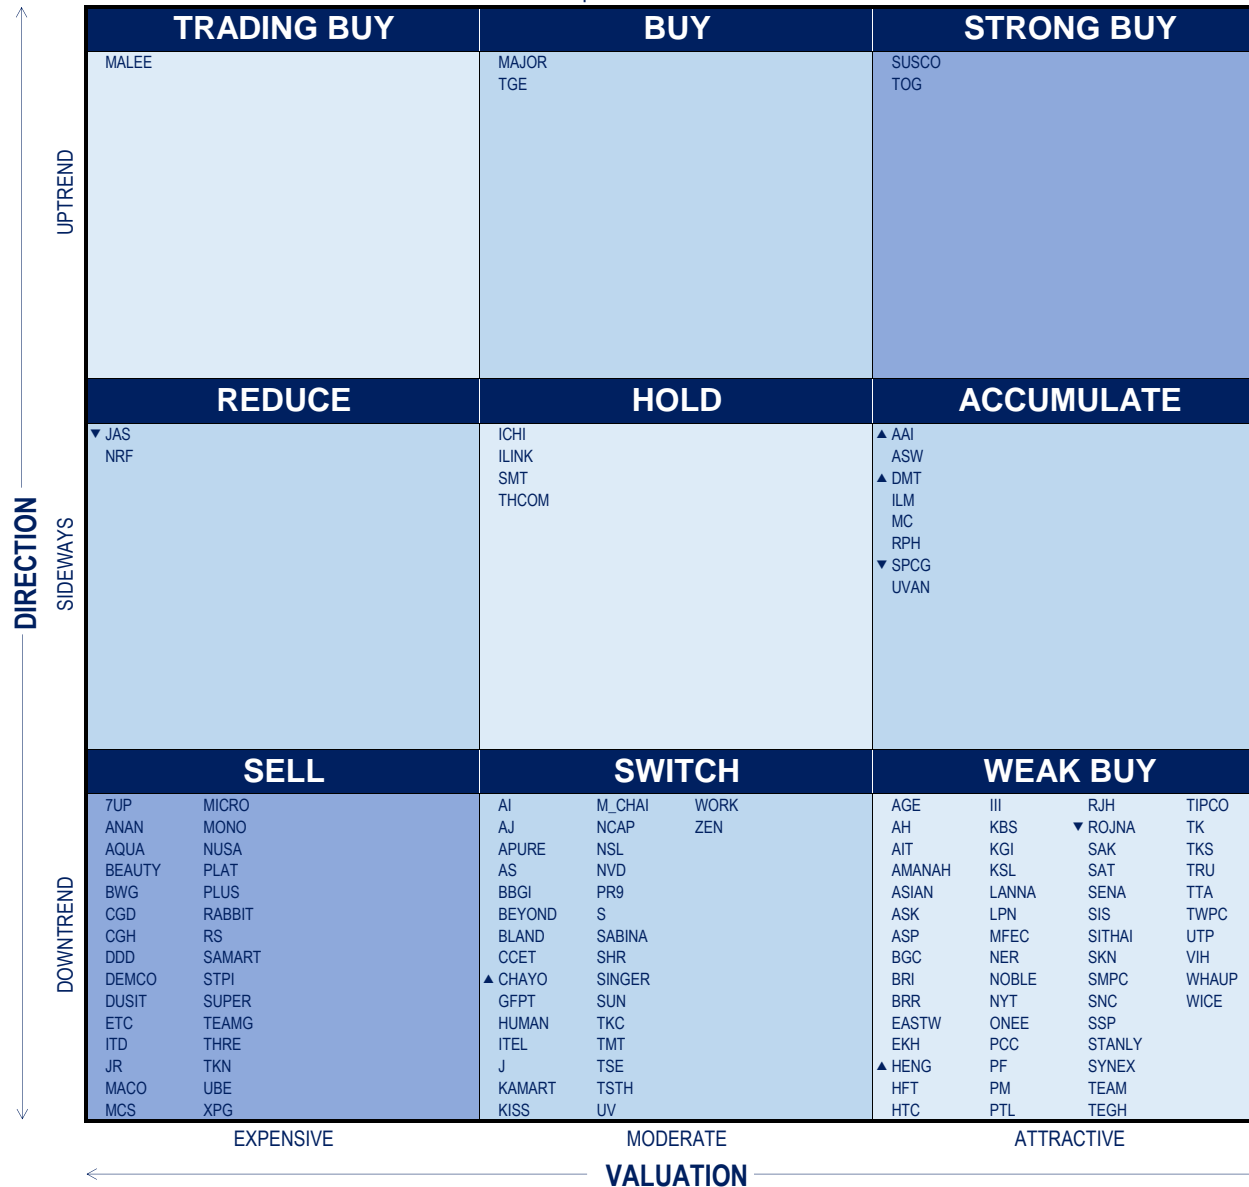 TRADING BUY BUY STRONG BUY
MALEE MAJOR SUSCO
TGE TOG
UPTREND
REDUCE HOLD ACCUMULATE
▼ JAS ICHI ▲ AAI
NRF ILINK ASW
SMT ▲ DMT
THCOM ILM
MC
RPH
▼ SPCG
UVAN
DIRECTION
SIDEWAYS
SELL SWITCH WEAK BUY
7UP MICRO AI M_CHAI WORK AGE III RJH TIPCO
ANAN MONO AJ NCAP ZEN AH KBS ▼ ROJNA TK
AQUA NUSA APURE NSL AIT KGI SAK TKS
BEAUTY PLAT AS NVD AMANAH KSL SAT TRU
BWG PLUS BBGI PR9 ASIAN LANNA SENA TTA
CGD RABBIT BEYOND S ASK LPN SIS TWPC
CGH RS BLAND SABINA ASP MFEC SITHAI UTP
DDD SAMART CCET SHR BGC NER SKN VIH
DEMCO STPI ▲ CHAYO SINGER BRI NOBLE SMPC WHAUP
DUSIT SUPER GFPT SUN BRR NYT SNC WICE
ETC TEAMG HUMAN TKC EASTW ONEE SSP
ITD THRE ITEL TMT EKH PCC STANLY
JR TKN J TSE ▲ HENG PF SYNEX
MACO UBE KAMART TSTH HFT PM TEAM
MCS XPG KISS UV HTC PTL TEGH
DOWNTREND
EXPENSIVE MODERATE ATTRACTIVE
VALUATION